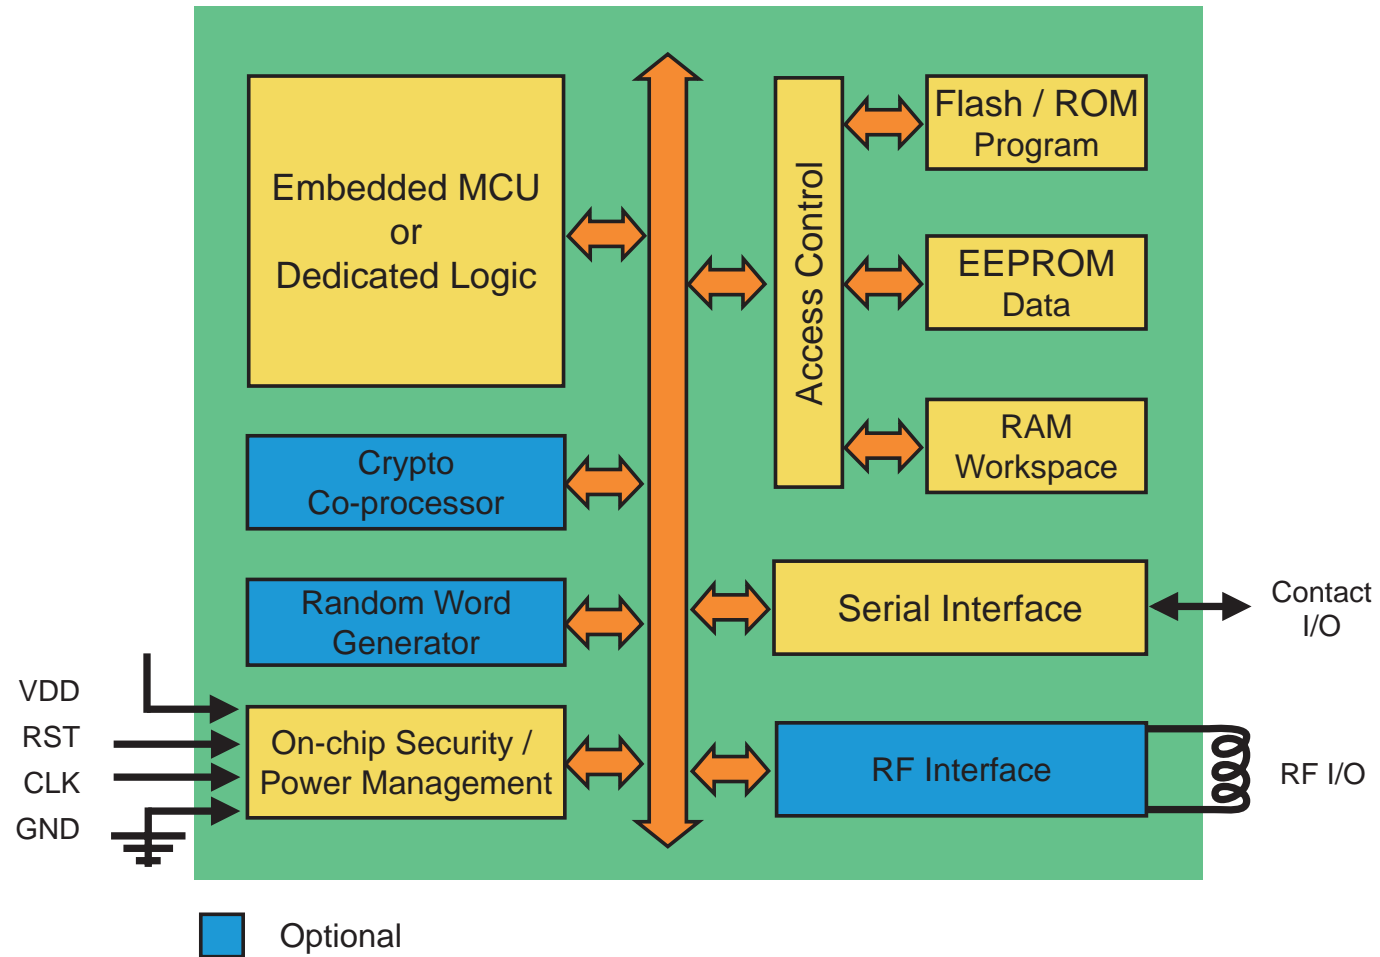 Embedded MCU
or
Dedicated Logic
Crypto
Co-processor
Random Word
Generator
On-chip Security /
Power Management
VDD
RST
CLK
GND
Access Control
Flash / ROM
Program
EEPROM
Data
RAM
Workspace
Serial Interface
Contact
I/O
RF Interface
RF I/O
Optional